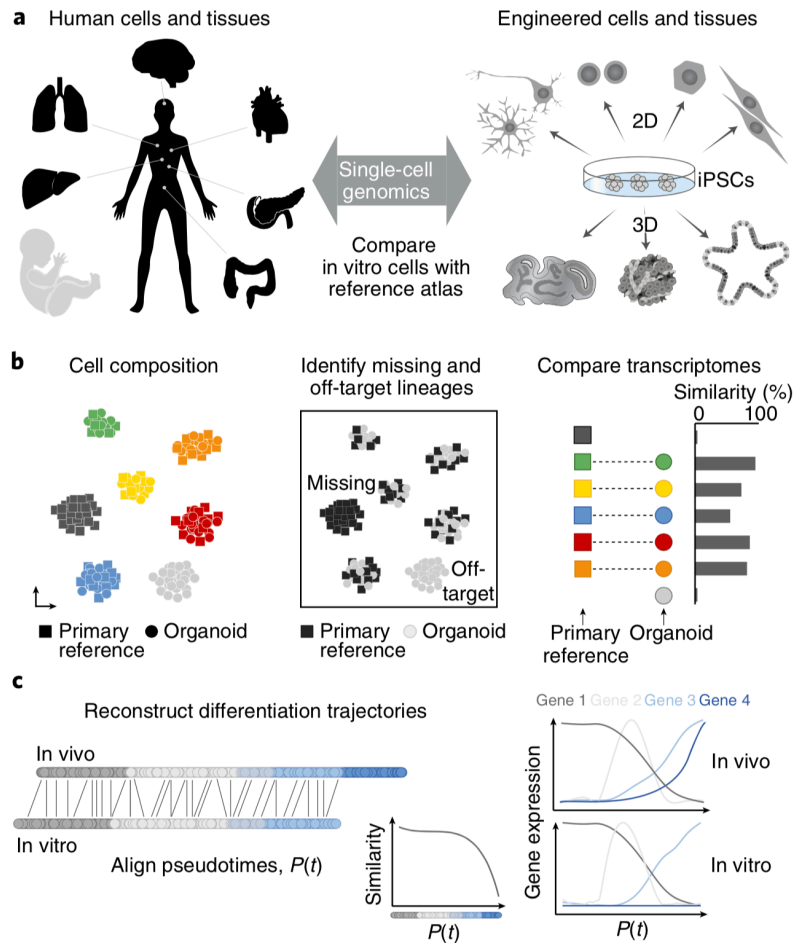 a
Human cells and tissues
Engineered cells and tissues
2D
Single-cell
genomics
iPSCs
3D
Compare
in vitro cells with
reference atlas
b
Cell composition
Identify missing and
off-target lineages
Compare transcriptomes
Similarity (%)
0 100
Missing
Off-
target
Primary
reference
Organoid
Primary
reference
Organoid
Primary
reference
Organoid
c
Reconstruct differentiation trajectories
In vivo
In vitro
Align pseudotimes, P(t)
Similarity
P(t)
Gene 1 Gene 2 Gene 3 Gene 4
Gene expression
In vivo
In vitro
P(t)